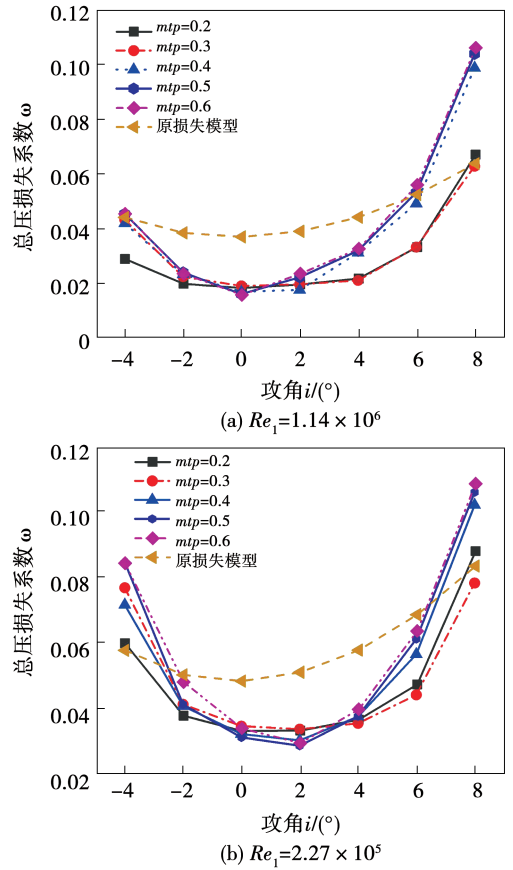 0.12
0.10
0.08
0.06
0.04
0.02
0
总压损失系数 ω
mtp=0.2
mtp=0.3
mtp=0.4
mtp=0.5
mtp=0.6
原损失模型
−4 −2 0 2 4 6 8
攻角i/(°)
(a) Re₁=1.14×10⁶
0.12
0.10
0.08
0.06
0.04
0.02
总压损失系数 ω
mtp=0.2
mtp=0.3
mtp=0.4
mtp=0.5
mtp=0.6
原损失模型
−4 −2 0 2 4 6 8
攻角i/(°)
(b) Re₁=2.27×10⁵